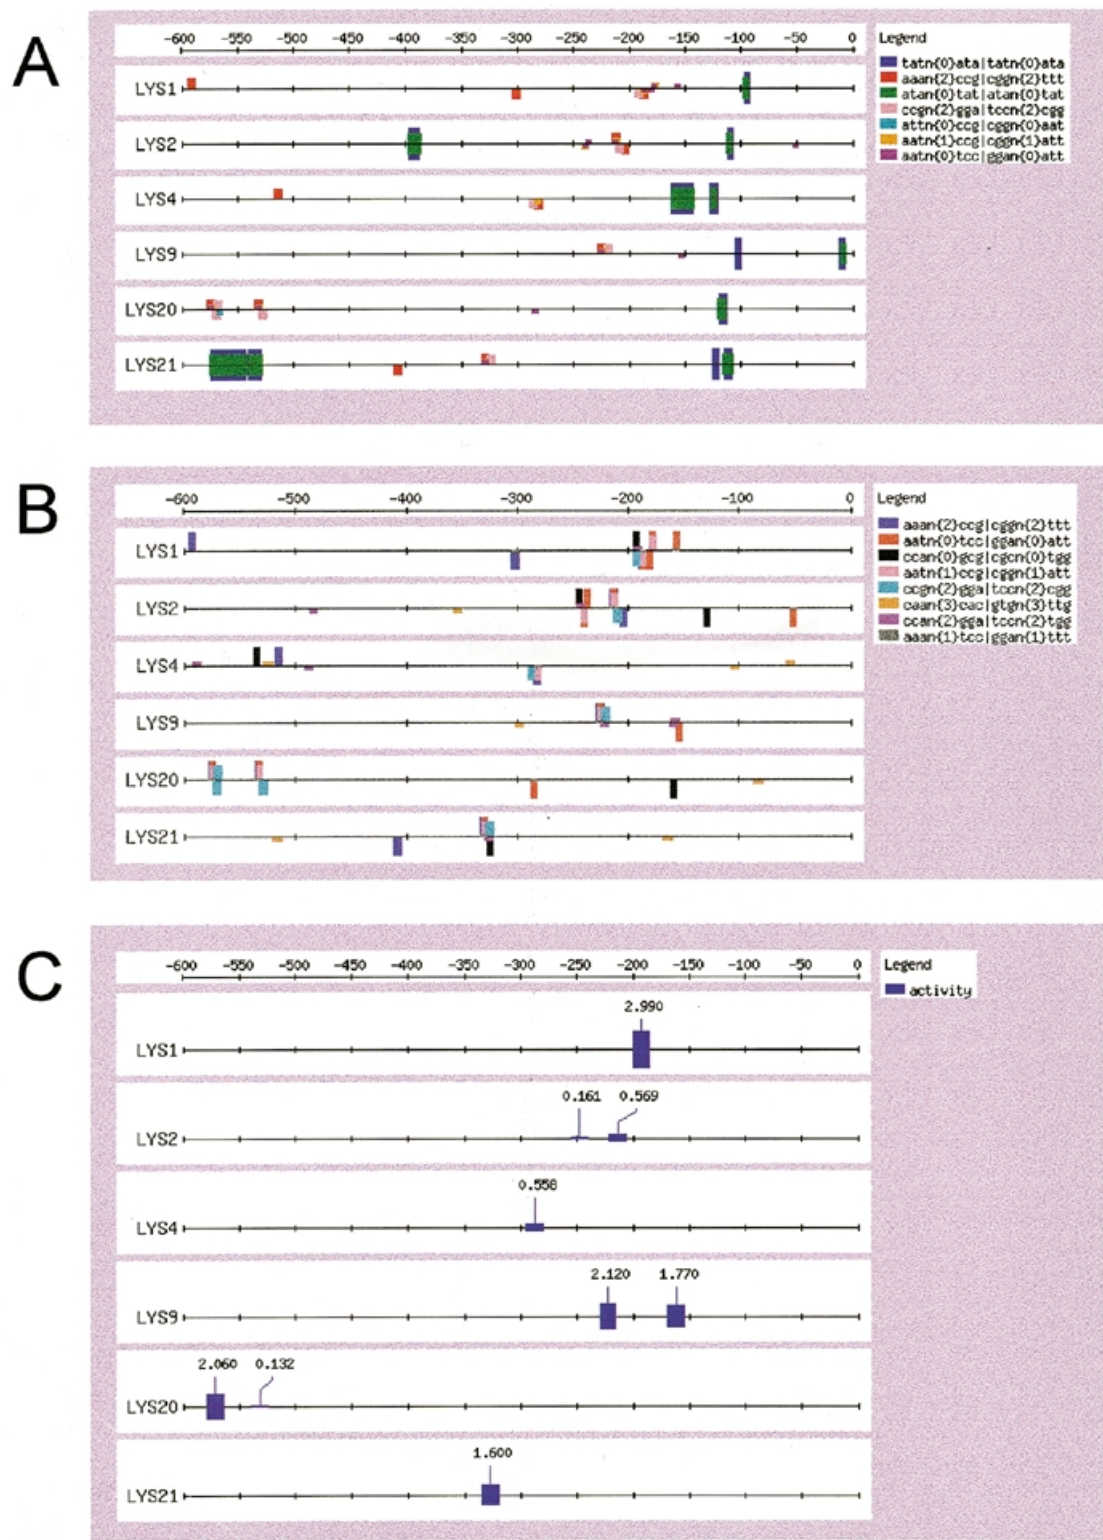 A
-600 -550 -500 -450 -400 -350 -300 -250 -200 -150 -100 -50 0
LYS1
LYS2
LYS4
LYS9
LYS20
LYS21
Legend
tatn{0}ata|tatn{0}ata
aaan{2}ccg|cggn{2}ttt
atan{0}tat|atan{0}tat
ccgn{2}gga|tccn{2}cgg
attn{0}ccg|cggn{0}aat
aatn{1}ccg|cggn{1}att
aatn{0}tcc|ggan{0}att
B
-600 -500 -400 -300 -200 -100 0
LYS1
LYS2
LYS4
LYS9
LYS20
LYS21
Legend
aaan{2}ccg|cggn{2}ttt
aatn{0}tcc|ggan{0}att
ccan{0}gcg|cgcn{0}tgg
aatn{1}ccg|cggn{1}att
ccgn{2}gga|tccn{2}cgg
caan{3}cac|gtgn{3}ttg
ccan{2}gga|tccn{2}tgg
aaan{1}tcc|ggan{1}ttt
C
-600 -550 -500 -450 -400 -350 -300 -250 -200 -150 -100 -50 0
Legend
activity
2.990
LYS1
0.161 0.569
LYS2
0.558
LYS4
2.120 1.770
LYS9
2.060 0.132
LYS20
1.600
LYS21